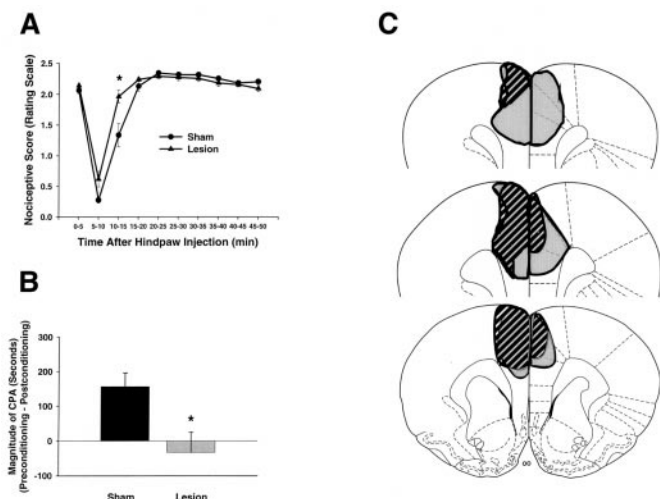 A
C
2.5
2.0
1.5
1.0
0.5
0.0
Nociceptive Score (Rating Scale)
*
Sham
Lesion
0-5 5-10 10-15 15-20 20-25 25-30 30-35 35-40 40-45 45-50
Time After Hindpaw Injection (min)
B
300
200
100
0
-100
Magnitude of CPA (Seconds)
(Preconditioning - Postconditioning)
*
Sham Lesion